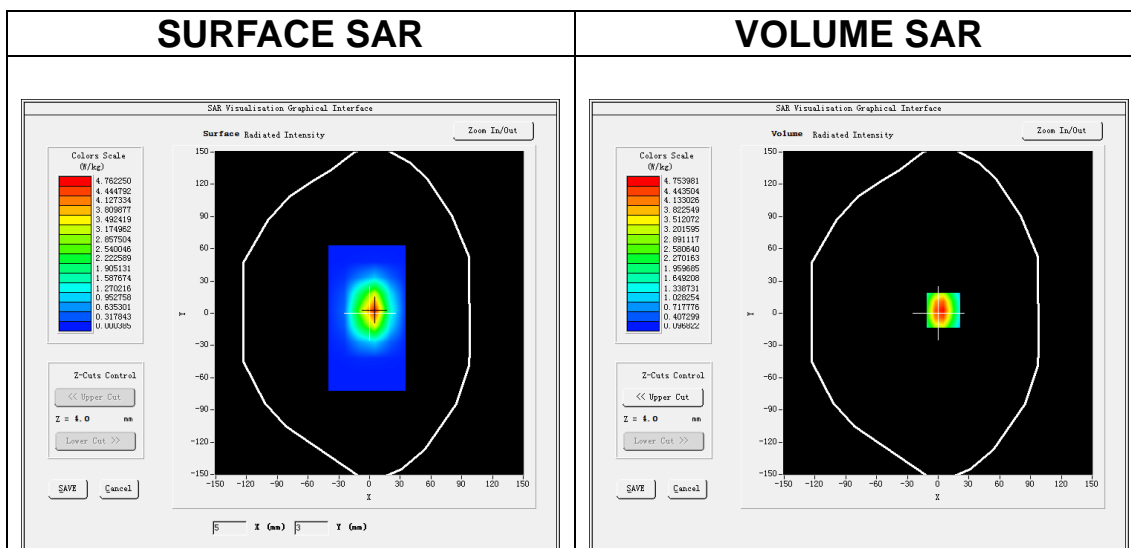 SURFACE SAR
VOLUME SAR
SAR Visualisation Graphical Interface
Surface Radiated Intensity
Zoom In/Out
Colors Scale
(W/kg)
4.762250
4.444792
4.127334
3.809877
3.492419
3.174962
2.857504
2.540046
2.222589
1.905131
1.587674
1.270216
0.952758
0.635301
0.317843
0.000385
Z-Cuts Control
<< Upper Cut
Z = 4.0 mm
Lower Cut >>
SAVE Cancel
150
120
90
60
30
0
-30
-60
-90
-120
-150
Y
-150 -120 -90 -60 -30 0 30 60 90 120 150
X
5 X (mm) 3 Y (mm)
SAR Visualisation Graphical Interface
Volume Radiated Intensity
Zoom In/Out
Colors Scale
(W/kg)
4.753981
4.443504
4.133026
3.822549
3.512072
3.201595
2.891117
2.580640
2.270163
1.959685
1.649208
1.338731
1.028254
0.717776
0.407299
0.096822
Z-Cuts Control
<< Upper Cut
Z = 4.0 mm
Lower Cut >>
SAVE Cancel
150
120
90
60
30
0
-30
-60
-90
-120
-150
Y
-150 -120 -90 -60 -30 0 30 60 90 120 150
X